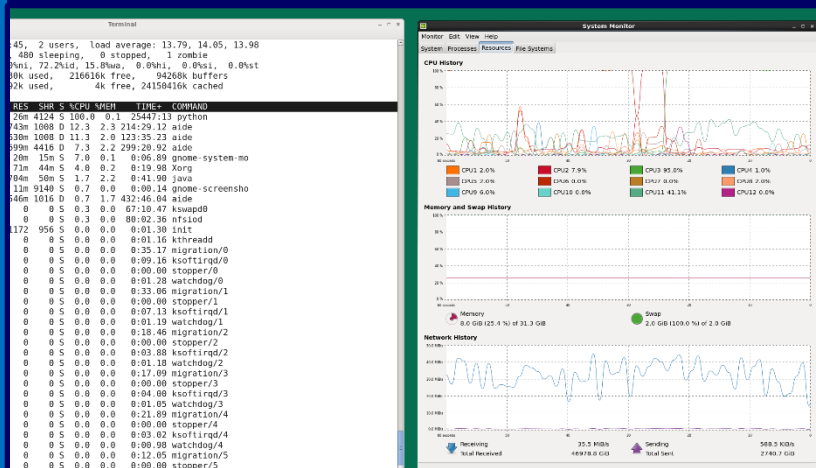 Terminal
:45, 2 users, load average: 13.79, 14.05, 13.98
, 480 sleeping, 0 stopped, 1 zombie
%ni, 72.2%id, 15.8%wa, 0.0%hi, 0.0%si, 0.0%st
k used, 216616k free, 94268k buffers
92k used, 4k free, 24150416k cached
RES SHR S %CPU %MEM TIME+ COMMAND
26m 4124 S 100.0 0.1 25447:13 python
743m 1008 D 12.3 2.3 214:29.12 aide
630m 1008 D 11.3 2.0 123:35.23 aide
699m 4416 D 7.3 2.2 299:20.92 aide
20m 15m S 7.0 0.1 0:06.89 gnome-system-mo
71m 44m S 4.0 0.2 0:19.98 Xorg
704m 50m S 1.7 2.2 0:41.90 java
11m 9140 S 0.7 0.0 0:00.14 gnome-screensho
546m 1016 D 0.7 1.7 432:46.04 aide
0 0 S 0.3 0.0 67:10.47 kswapd0
0 0 S 0.3 0.0 80:02.36 nfsiod
1172 956 S 0.0 0.0 0:01.30 init
0 0 S 0.0 0.0 0:01.16 kthreadd
0 0 S 0.0 0.0 0:35.17 migration/0
0 0 S 0.0 0.0 0:09.16 ksoftirqd/0
0 0 S 0.0 0.0 0:00.00 stopper/0
0 0 S 0.0 0.0 0:01.28 watchdog/0
0 0 S 0.0 0.0 0:33.06 migration/1
0 0 S 0.0 0.0 0:00.00 stopper/1
0 0 S 0.0 0.0 0:07.13 ksoftirqd/1
0 0 S 0.0 0.0 0:01.19 watchdog/1
0 0 S 0.0 0.0 0:18.46 migration/2
0 0 S 0.0 0.0 0:00.00 stopper/2
0 0 S 0.0 0.0 0:03.88 ksoftirqd/2
0 0 S 0.0 0.0 0:01.18 watchdog/2
0 0 S 0.0 0.0 0:17.09 migration/3
0 0 S 0.0 0.0 0:00.00 stopper/3
0 0 S 0.0 0.0 0:04.00 ksoftirqd/3
0 0 S 0.0 0.0 0:01.05 watchdog/3
0 0 S 0.0 0.0 0:21.89 migration/4
0 0 S 0.0 0.0 0:00.00 stopper/4
0 0 S 0.0 0.0 0:03.02 ksoftirqd/4
0 0 S 0.0 0.0 0:00.98 watchdog/4
0 0 S 0.0 0.0 0:12.05 migration/5
0 0 S 0.0 0.0 0:00.00 stopper/5
System Monitor
Monitor Edit View Help
System Processes Resources File Systems
CPU History
CPU1 2.0% CPU2 7.9% CPU3 95.0% CPU4 1.0%
CPU5 2.0% CPU6 0.0% CPU7 0.0% CPU8 2.0%
CPU9 6.0% CPU10 0.0% CPU11 41.1% CPU12 0.0%
Memory and Swap History
Memory
8.0 GiB (25.4 %) of 31.3 GiB
Swap
2.0 GiB (100.0 %) of 2.0 GiB
Network History
Receiving 35.5 MiB/s
Total Received 46978.8 GiB
Sending 588.5 KiB/s
Total Sent 2740.7 GiB